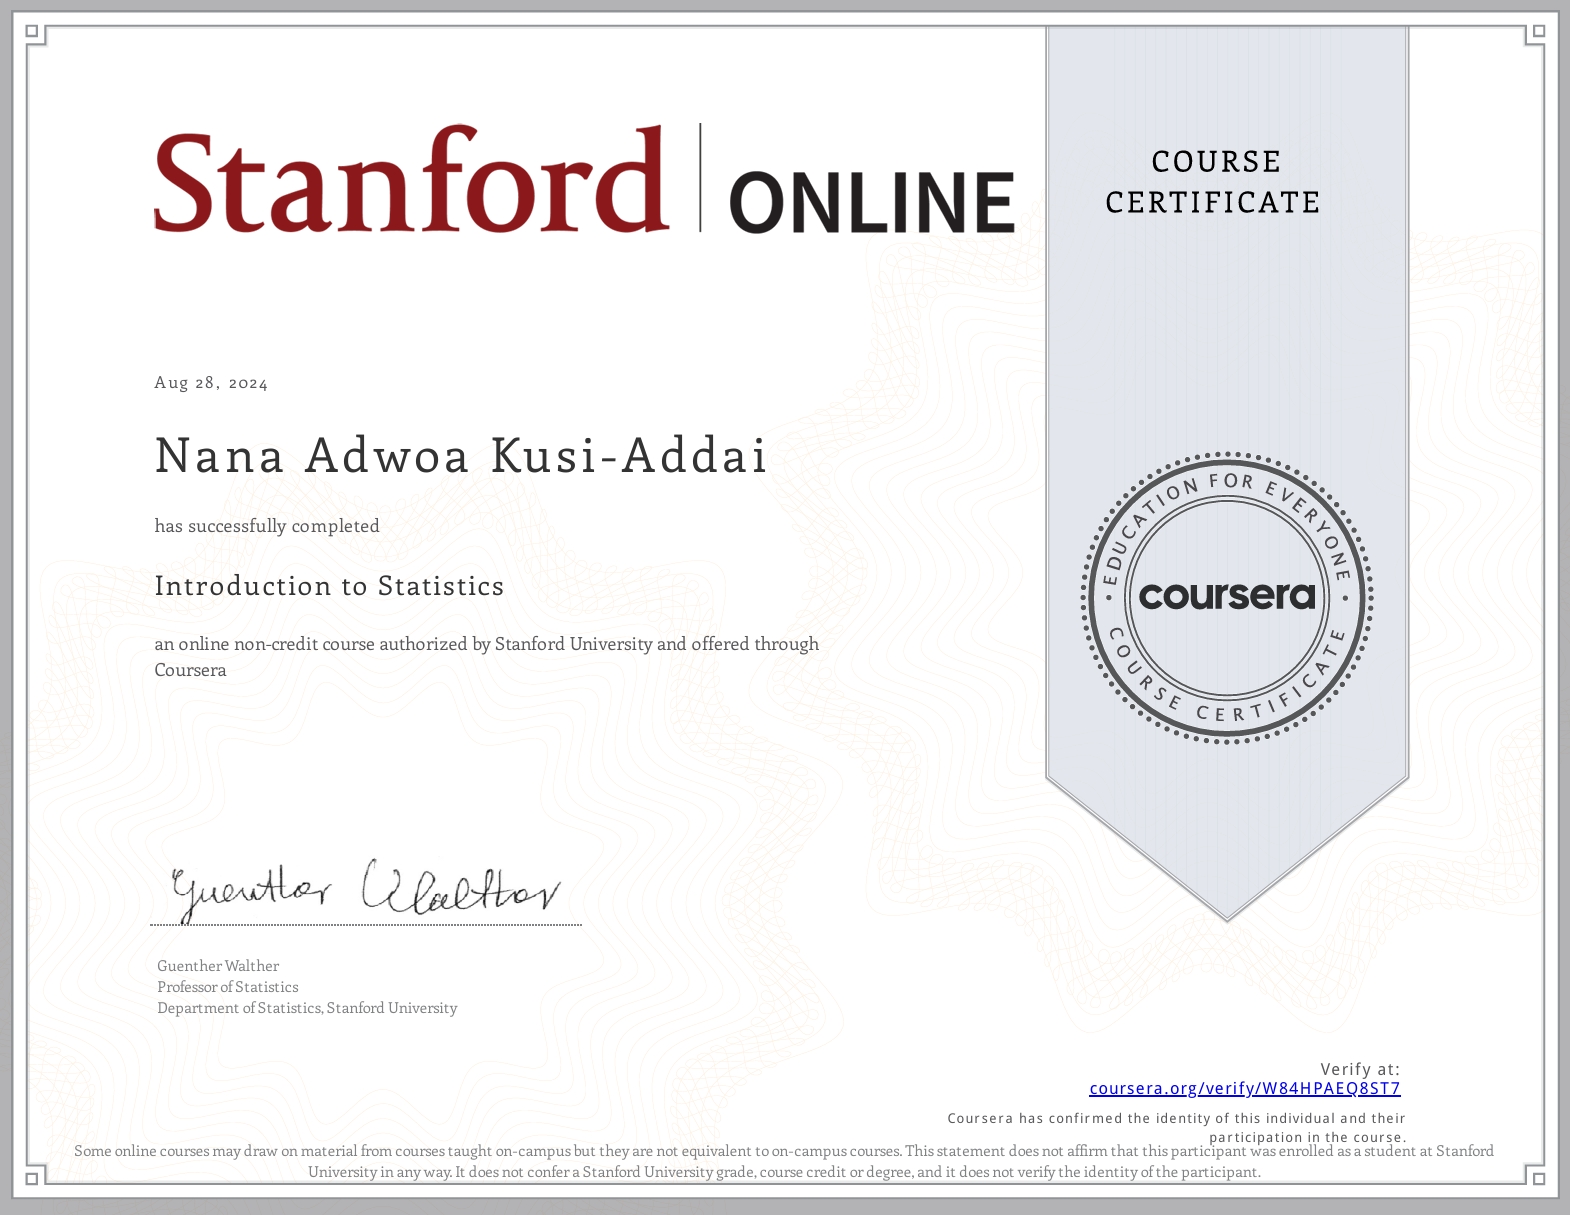 Stanford ONLINE
COURSE
CERTIFICATE
Aug 28, 2024
Nana Adwoa Kusi-Addai
has successfully completed
Introduction to Statistics
an online non-credit course authorized by Stanford University and offered through
Coursera
EDUCATION FOR EVERYONE
coursera
COURSE CERTIFICATE
Guenther Walther
Guenther Walther
Professor of Statistics
Department of Statistics, Stanford University
Verify at:
coursera.org/verify/W84HPAEQ8ST7
Coursera has confirmed the identity of this individual and their
participation in the course.
Some online courses may draw on material from courses taught on-campus but they are not equivalent to on-campus courses. This statement does not affirm that this participant was enrolled as a student at Stanford
University in any way. It does not confer a Stanford University grade, course credit or degree, and it does not verify the identity of the participant.